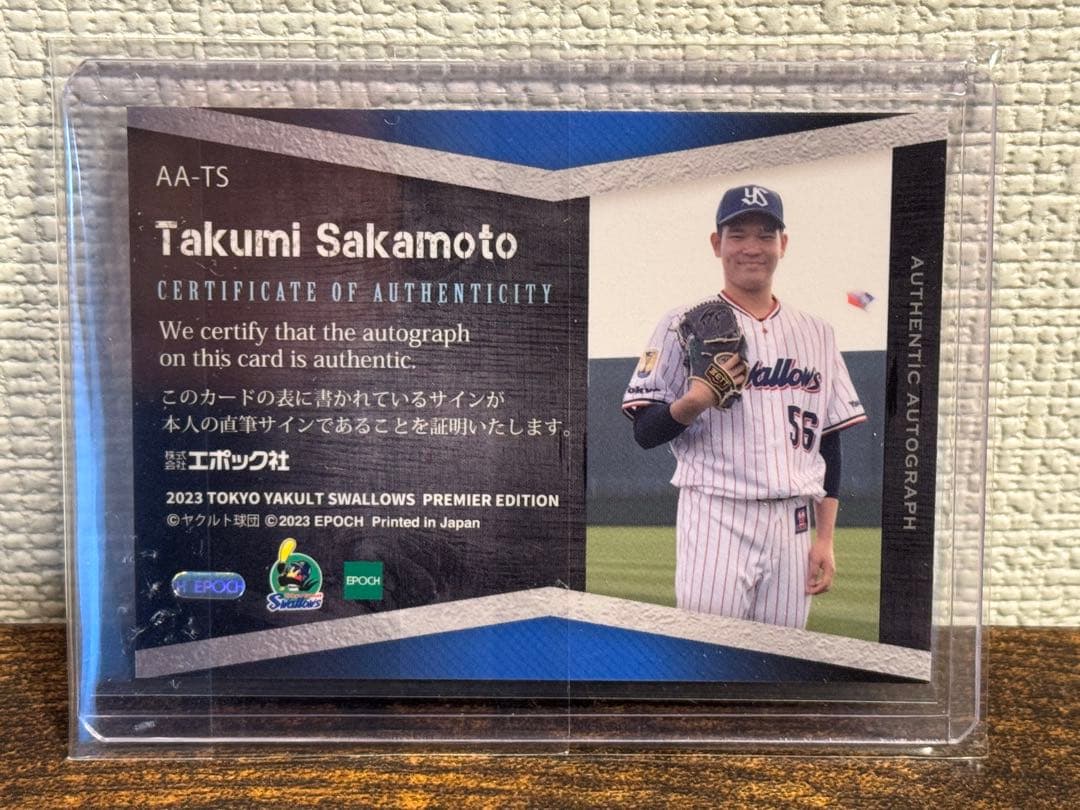 AA-TS
Takumi Sakamoto
CERTIFICATE OF AUTHENTICITY
We certify that the autograph
on this card is authentic.
このカードの表に書かれているサインが
本人の直筆サインであることを証明いたします。
株式会社エポック社
2023 TOKYO YAKULT SWALLOWS PREMIER EDITION
©ヤクルト球団 ©2023 EPOCH Printed in Japan
EPOCH
Swallows
EPOCH
YS
Swallows
56
AUTHENTIC AUTOGRAPH